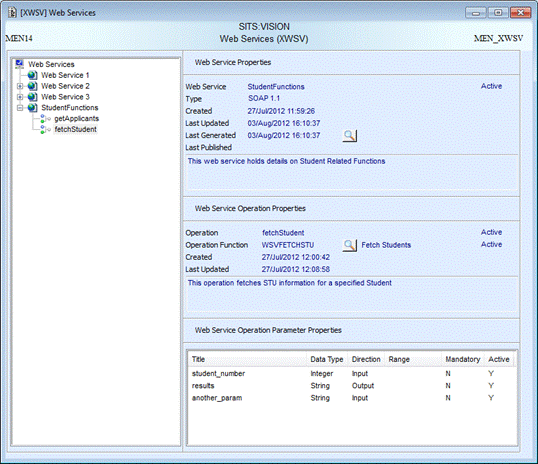 [XWSV] Web Services
SITS:VISION
MEN14 Web Services (XWSV) MEN_XWSV
Web Services
Web Service 1
Web Service 2
Web Service 3
StudentFunctions
getApplicants
fetchStudent
Web Service Properties
Web Service StudentFunctions Active
Type SOAP 1.1
Created 27/Jul/2012 11:59:26
Last Updated 03/Aug/2012 16:10:37
Last Generated 03/Aug/2012 16:10:37
Last Published
This web service holds details on Student Related Functions
Web Service Operation Properties
Operation fetchStudent Active
Operation Function WSVFETCHSTU Fetch Students Active
Created 27/Jul/2012 12:00:42
Last Updated 27/Jul/2012 12:08:58
This operation fetches STU information for a specified Student
Web Service Operation Parameter Properties
Title Data Type Direction Range Mandatory Active
student_number Integer Input N Y
results String Output N Y
another_param String Input N Y